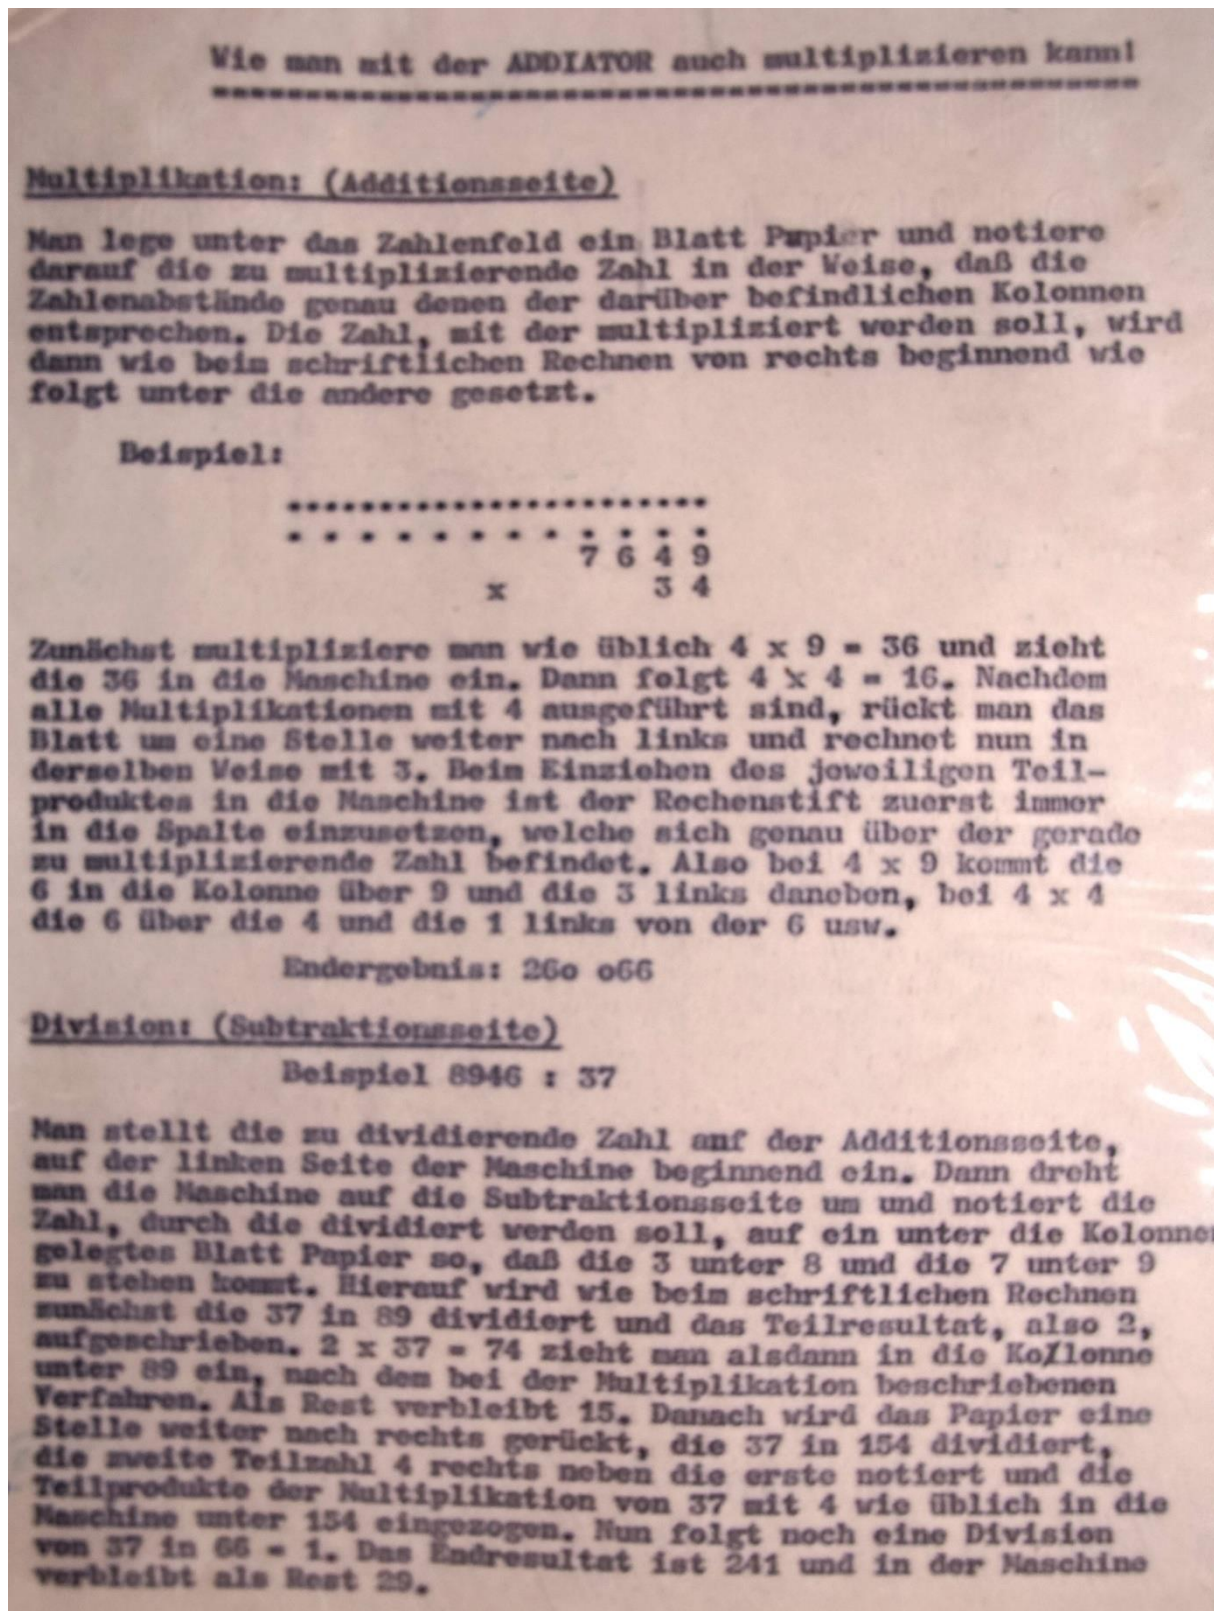 Wie man mit der ADDIATOR auch multiplizieren kann!
Multiplikation: (Additionsseite)
Man lege unter das Zahlenfeld ein Blatt Papier und notiere
darauf die zu multiplizierende Zahl in der Weise, daß die
Zahlenabstände genau denen der darüber befindlichen Kolonnen
entsprechen. Die Zahl, mit der multipliziert werden soll, wird
dann wie beim schriftlichen Rechnen von rechts beginnend wie
folgt unter die andere gesetzt.
Beispiel:
.......................
. . . . . . . . . . . .
7 6 4 9
x 3 4
Zunächst multipliziere man wie üblich 4 x 9 = 36 und zieht
die 36 in die Maschine ein. Dann folgt 4 x 4 = 16. Nachdem
alle Multiplikationen mit 4 ausgeführt sind, rückt man das
Blatt um eine Stelle weiter nach links und rechnet nun in
derselben Weise mit 3. Beim Einziehen des jeweiligen Teil-
produktes in die Maschine ist der Rechenstift zuerst immer
in die Spalte einzusetzen, welche sich genau über der gerade
zu multiplizierende Zahl befindet. Also bei 4 x 9 kommt die
6 in die Kolonne über 9 und die 3 links daneben, bei 4 x 4
die 6 über die 4 und die 1 links von der 6 usw.
Endergebnis: 26o o66
Division: (Subtraktionsseite)
Beispiel 8946 : 37
Man stellt die zu dividierende Zahl anf der Additionsseite,
auf der linken Seite der Maschine beginnend ein. Dann dreht
man die Maschine auf die Subtraktionsseite um und notiert die
Zahl, durch die dividiert werden soll, auf ein unter die Kolonnen
gelegtes Blatt Papier so, daß die 3 unter 8 und die 7 unter 9
zu stehen kommt. Hierauf wird wie beim schriftlichen Rechnen
zunächst die 37 in 89 dividiert und das Teilresultat, also 2,
aufgeschrieben. 2 x 37 = 74 zieht man alsdann in die Ko/lonne
unter 89 ein, nach dem bei der Multiplikation beschriebenen
Verfahren. Als Rest verbleibt 15. Danach wird das Papier eine
Stelle weiter nach rechts gerückt, die 37 in 154 dividiert,
die zweite Teilzahl 4 rechts neben die erste notiert und die
Teilprodukte der Multiplikation von 37 mit 4 wie üblich in die
Maschine unter 154 eingezogen. Nun folgt noch eine Division
von 37 in 66 = 1. Das Endresultat ist 241 und in der Maschine
verbleibt als Rest 29.